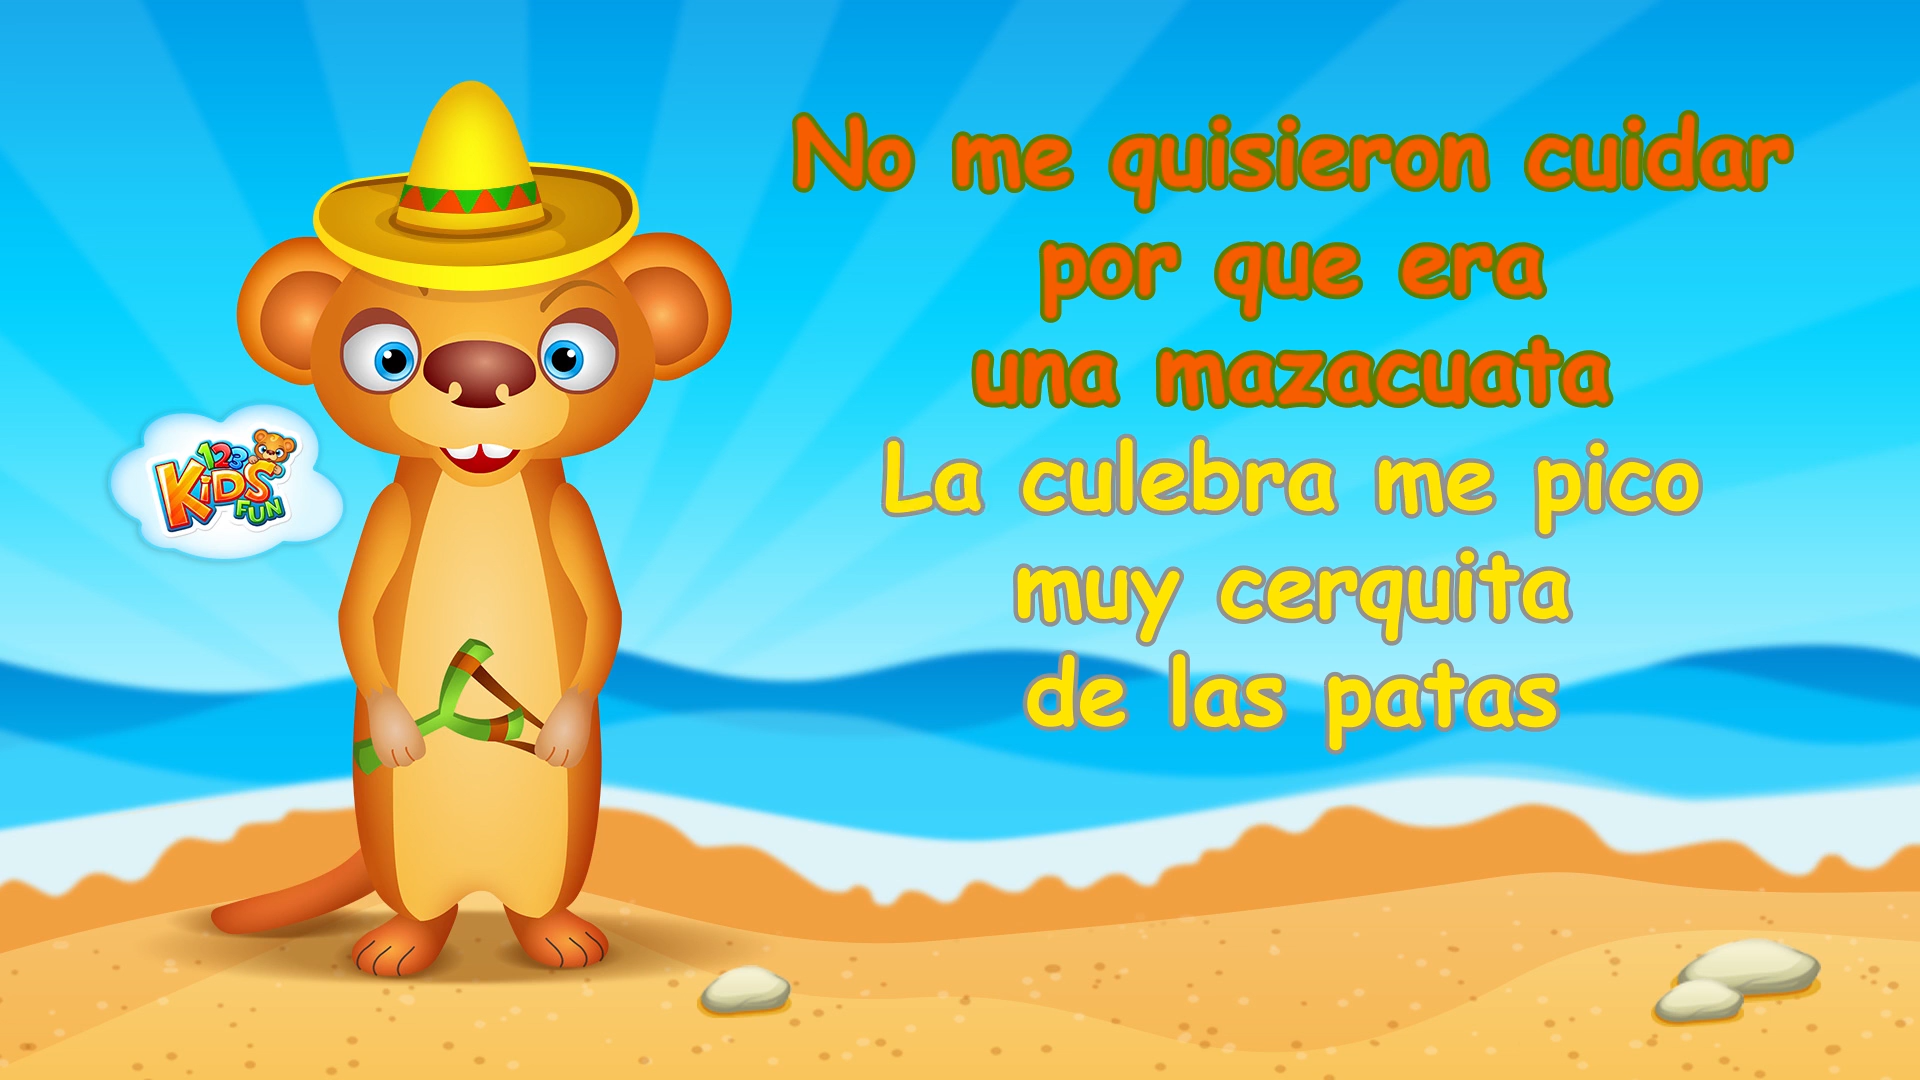 No me quisieron cuidar
por que era
una mazacuata
La culebra me pico
muy cerquita
de las patas
123
KiDS
FUN